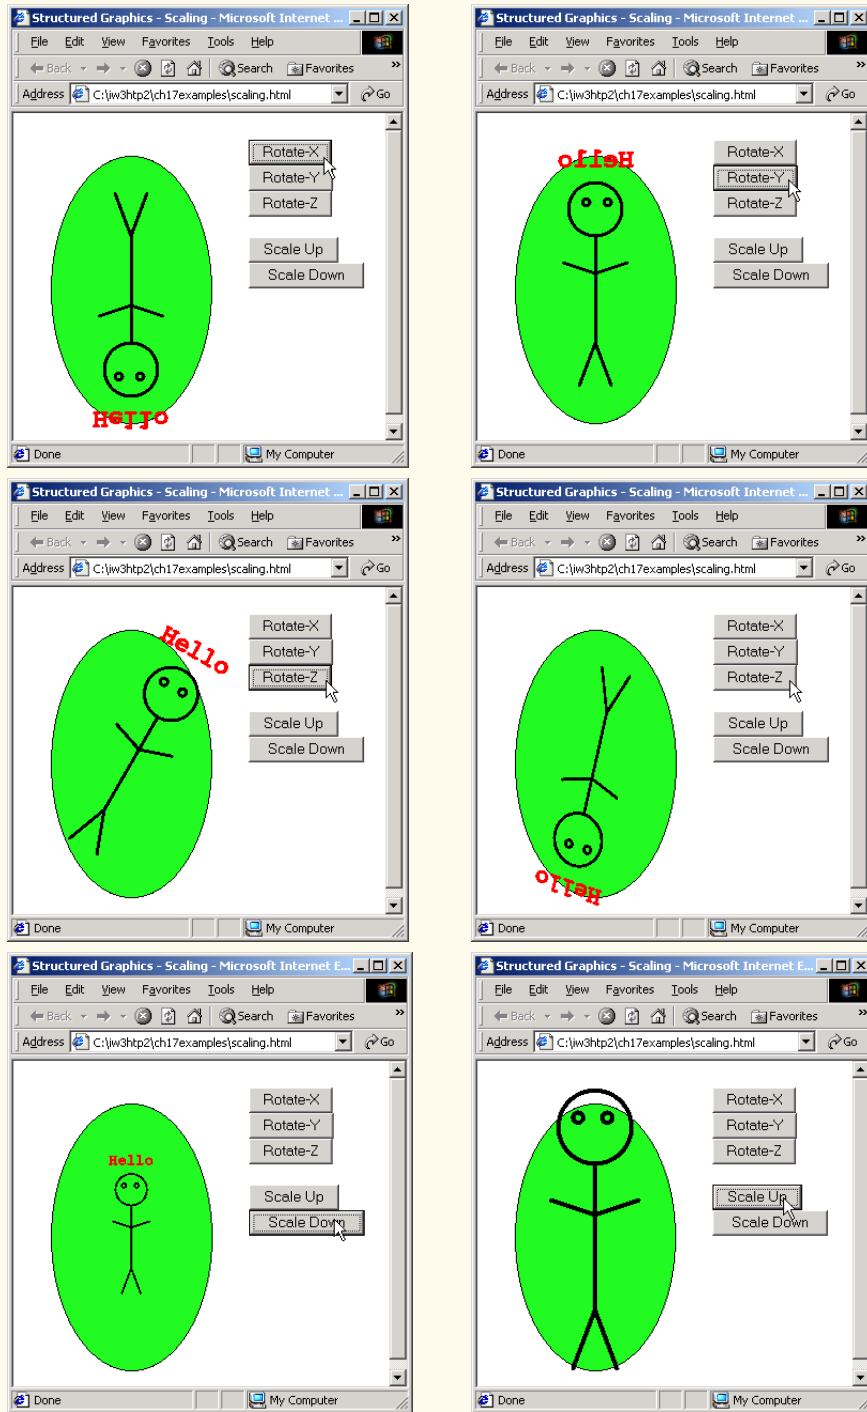 Structured Graphics - Scaling - Microsoft Internet ...
File Edit View Favorites Tools Help
Back Search Favorites »
Address C:\iw3htp2\ch17examples\scaling.html Go
Rotate-X
Rotate-Y
Rotate-Z
Scale Up
Scale Down
Hello
Done My Computer
Structured Graphics - Scaling - Microsoft Internet ...
File Edit View Favorites Tools Help
Back Search Favorites »
Address C:\iw3htp2\ch17examples\scaling.html Go
Hello
Rotate-X
Rotate-Y
Rotate-Z
Scale Up
Scale Down
Done My Computer
Structured Graphics - Scaling - Microsoft Internet ...
File Edit View Favorites Tools Help
Back Search Favorites »
Address C:\iw3htp2\ch17examples\scaling.html Go
Hello
Rotate-X
Rotate-Y
Rotate-Z
Scale Up
Scale Down
Done My Computer
Structured Graphics - Scaling - Microsoft Internet ...
File Edit View Favorites Tools Help
Back Search Favorites »
Address C:\iw3htp2\ch17examples\scaling.html Go
Rotate-X
Rotate-Y
Rotate-Z
Scale Up
Scale Down
Hello
Done My Computer
Structured Graphics - Scaling - Microsoft Internet E...
File Edit View Favorites Tools Help
Back Search Favorites »
Address C:\iw3htp2\ch17examples\scaling.html Go
Rotate-X
Rotate-Y
Rotate-Z
Hello
Scale Up
Scale Down
Done My Computer
Structured Graphics - Scaling - Microsoft Internet E...
File Edit View Favorites Tools Help
Back Search Favorites »
Address C:\iw3htp2\ch17examples\scaling.html Go
Rotate-X
Rotate-Y
Rotate-Z
Scale Up
Scale Down
Done My Computer